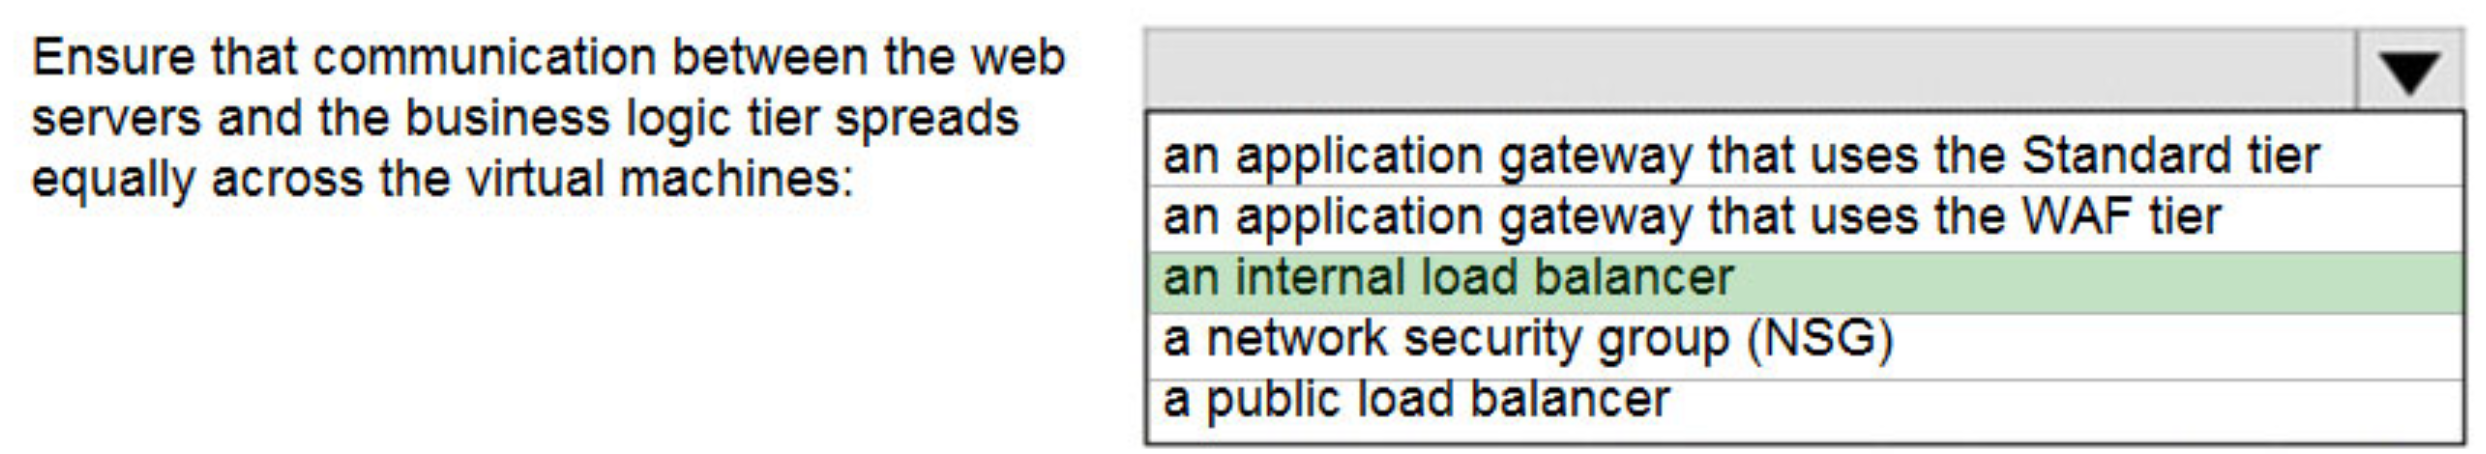 Ensure that communication between the web
servers and the business logic tier spreads
equally across the virtual machines:
an application gateway that uses the Standard tier
an application gateway that uses the WAF tier
an internal load balancer
a network security group (NSG)
a public load balancer